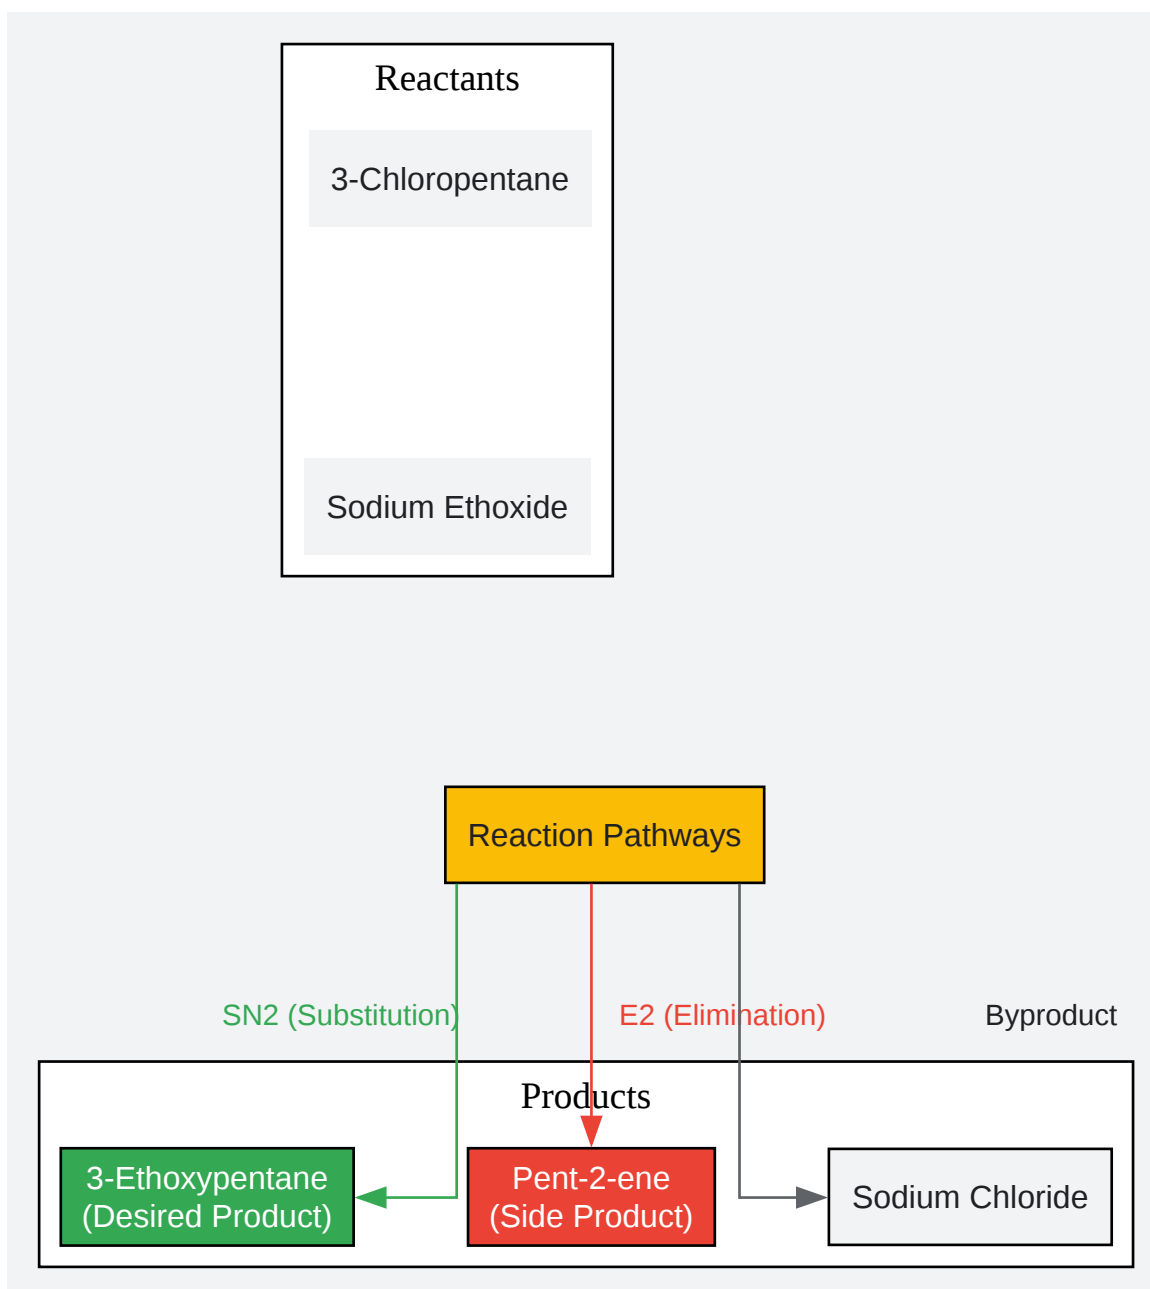 Reactants
3-Chloropentane
Sodium Ethoxide
Reaction Pathways
SN2 (Substitution)
E2 (Elimination)
Byproduct
Products
3-Ethoxypentane
(Desired Product)
Pent-2-ene
(Side Product)
Sodium Chloride